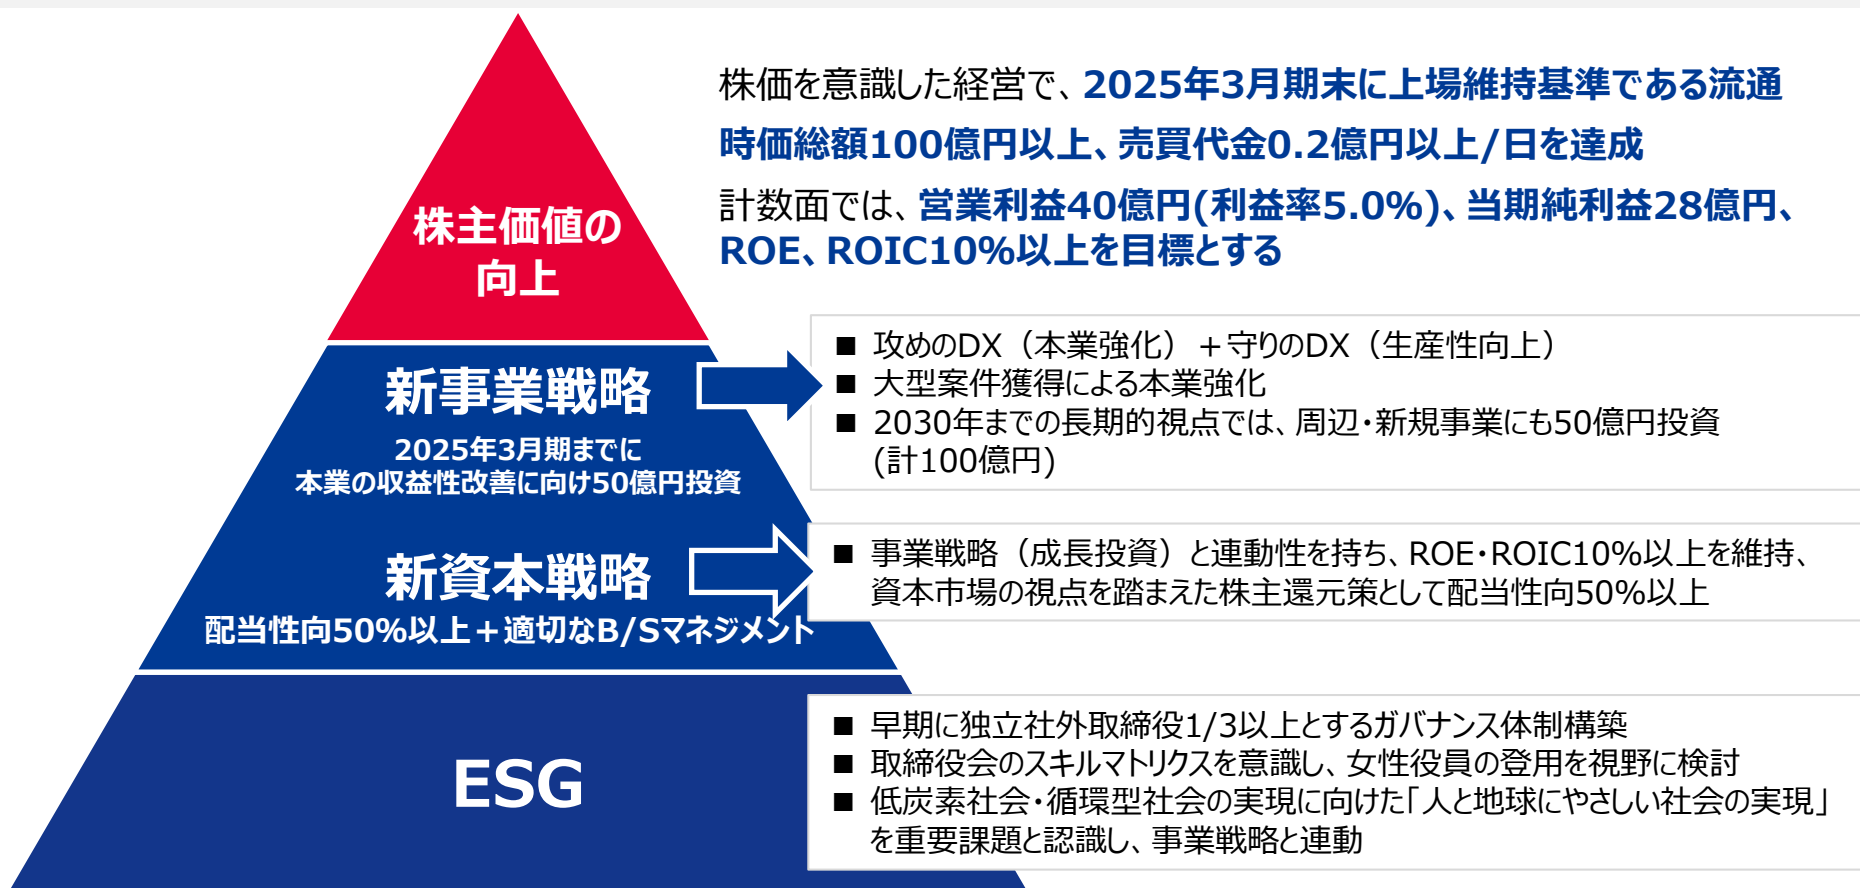 株価を意識した経営で、2025年3月期末に上場維持基準である流通
時価総額100億円以上、売買代金0.2億円以上/日を達成
計数面では、営業利益40億円(利益率5.0%)、当期純利益28億円、
ROE、ROIC10%以上を目標とする
株主価値の
向上
新事業戦略
2025年3月期までに
本業の収益性改善に向け50億円投資
■ 攻めのDX（本業強化）＋守りのDX（生産性向上）
■ 大型案件獲得による本業強化
■ 2030年までの長期的視点では、周辺・新規事業にも50億円投資
(計100億円)
新資本戦略
配当性向50%以上＋適切なB/Sマネジメント
■ 事業戦略（成長投資）と連動性を持ち、ROE・ROIC10%以上を維持、
資本市場の視点を踏まえた株主還元策として配当性向50%以上
ESG
■ 早期に独立社外取締役1/3以上とするガバナンス体制構築
■ 取締役会のスキルマトリクスを意識し、女性役員の登用を視野に検討
■ 低炭素社会・循環型社会の実現に向けた「人と地球にやさしい社会の実現」
を重要課題と認識し、事業戦略と連動